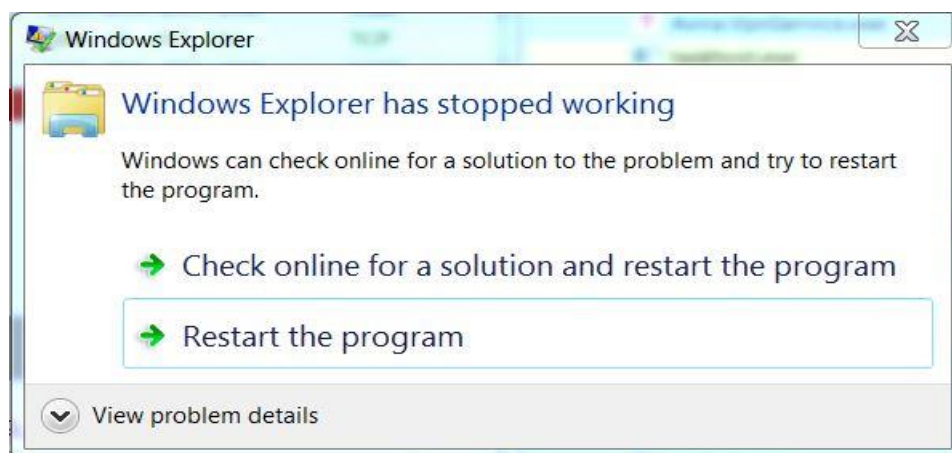 Windows Explorer
Windows Explorer has stopped working
Windows can check online for a solution to the problem and try to restart
the program.
Check online for a solution and restart the program
Restart the program
View problem details